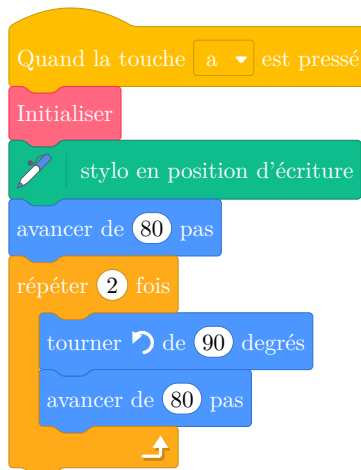 Quand la touche a est pressé
Initialiser
stylo en position d'écriture
avancer de 80 pas
répéter 2 fois
tourner de 90 degrés
avancer de 80 pas